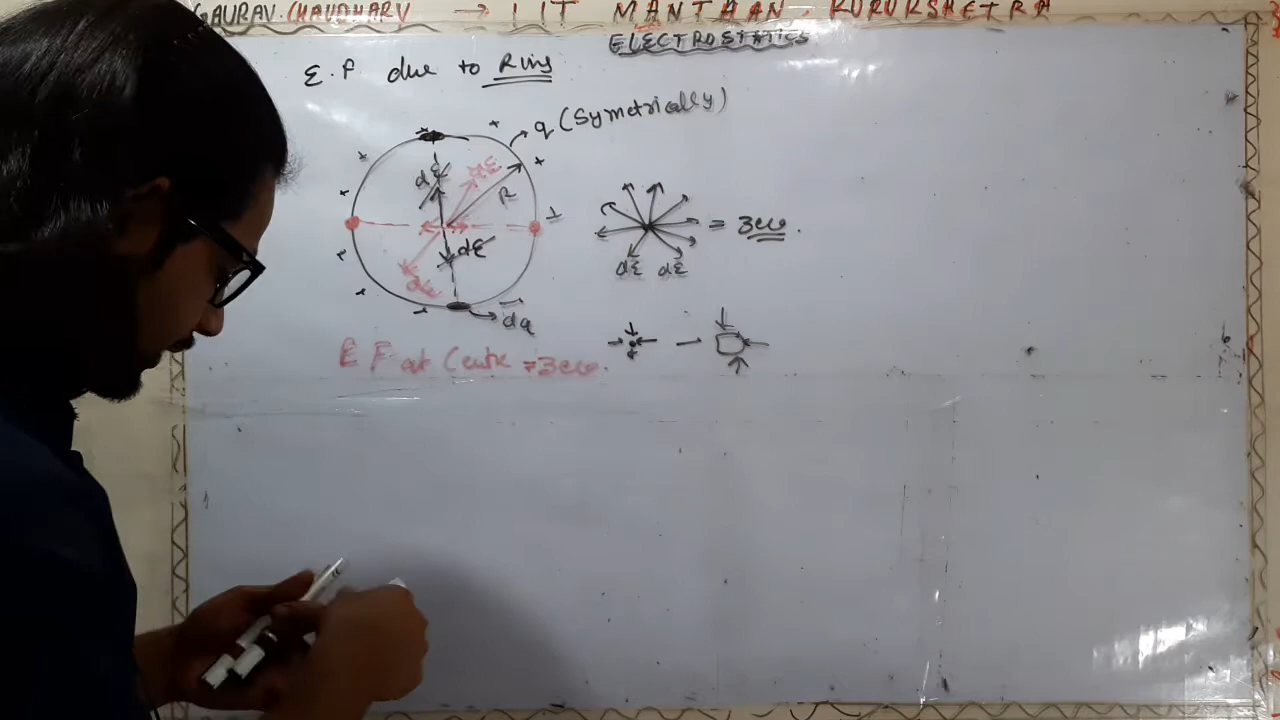 GAURAV.CHAUDHARY → IIT MANTHAN. KURUKSHETRA
ELECTROSTATICS
E.F due to Ring
q (Symetrically)
dE
dE
R
= zero.
dE
dE dE
dE
dq
E F at Centre = zero.